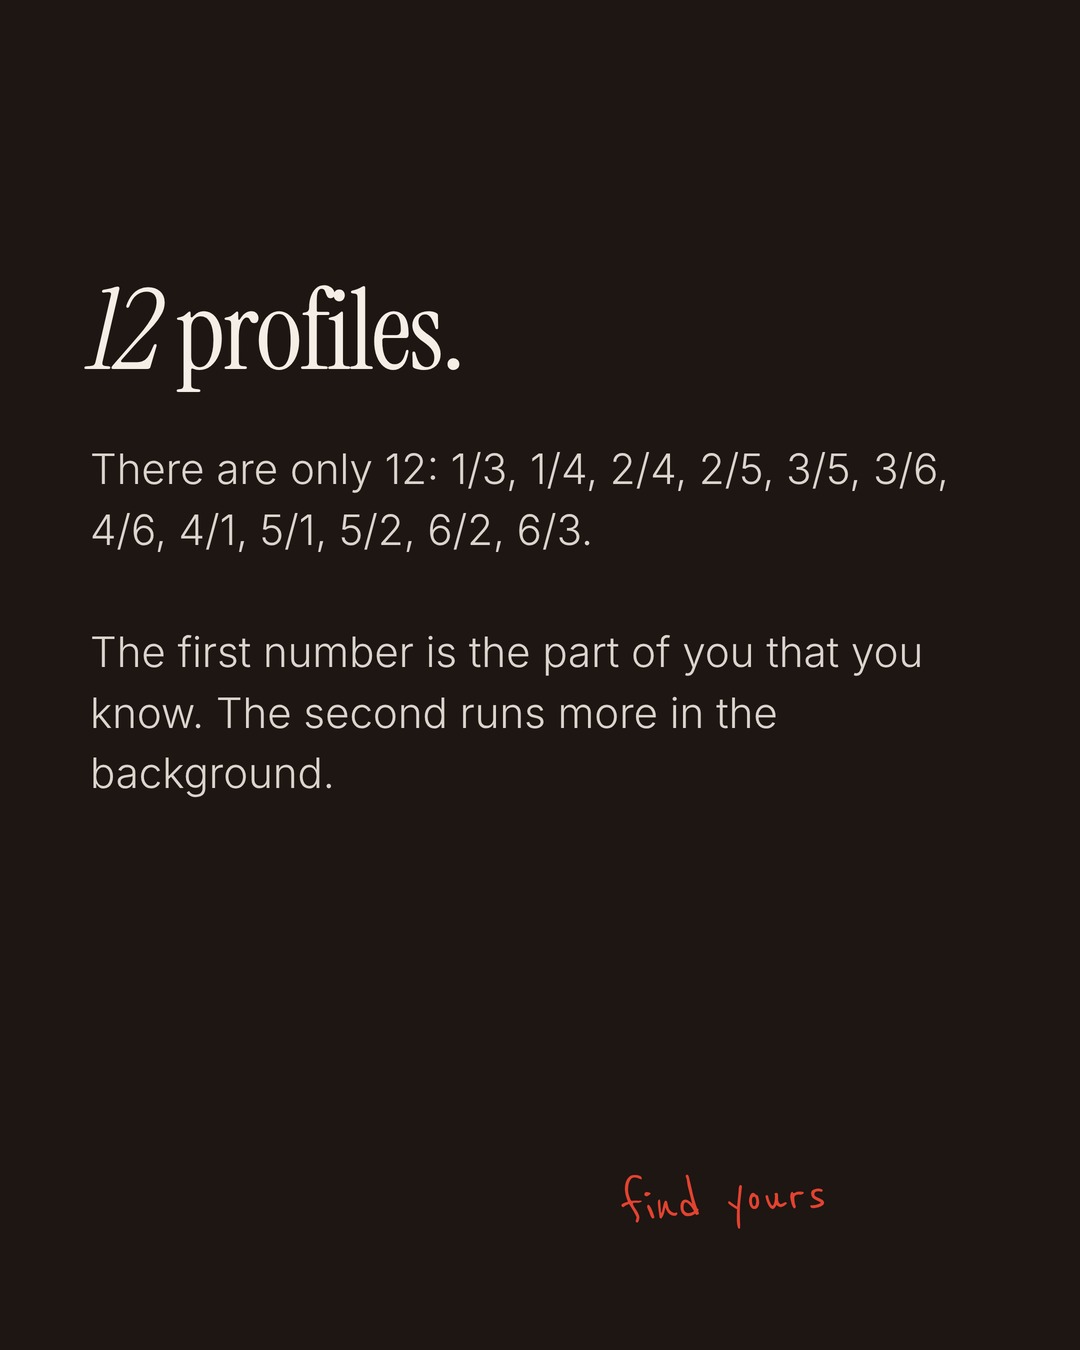 12 profiles.
There are only 12: 1/3, 1/4, 2/4, 2/5, 3/5, 3/6,
4/6, 4/1, 5/1, 5/2, 6/2, 6/3.
The first number is the part of you that you
know. The second runs more in the
background.
find yours